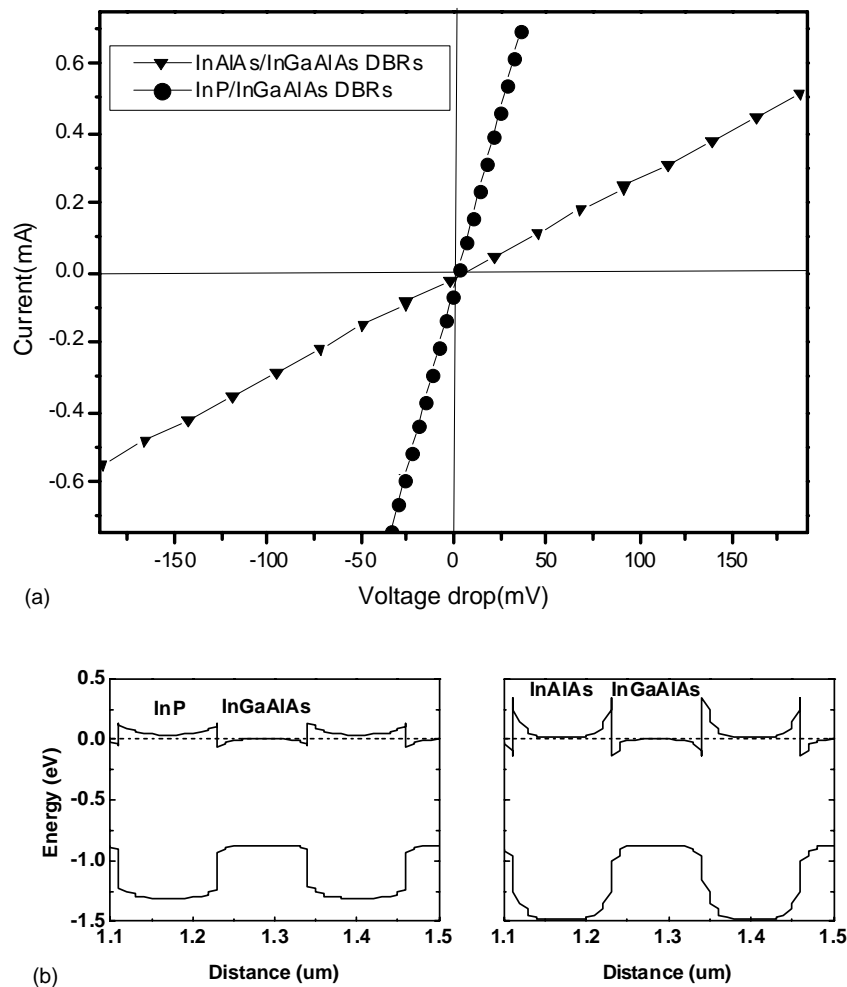 0.6
0.4
0.2
0.0
-0.2
-0.4
-0.6
Current(mA)
InAlAs/InGaAlAs DBRs
InP/InGaAlAs DBRs
-150 -100 -50 0 50 100 150
Voltage drop(mV)
(a)
0.5
0.0
-0.5
-1.0
-1.5
Energy (eV)
InP InGaAlAs
1.1 1.2 1.3 1.4 1.5
Distance (um)
InAlAs InGaAlAs
1.1 1.2 1.3 1.4 1.5
Distance (um)
(b)